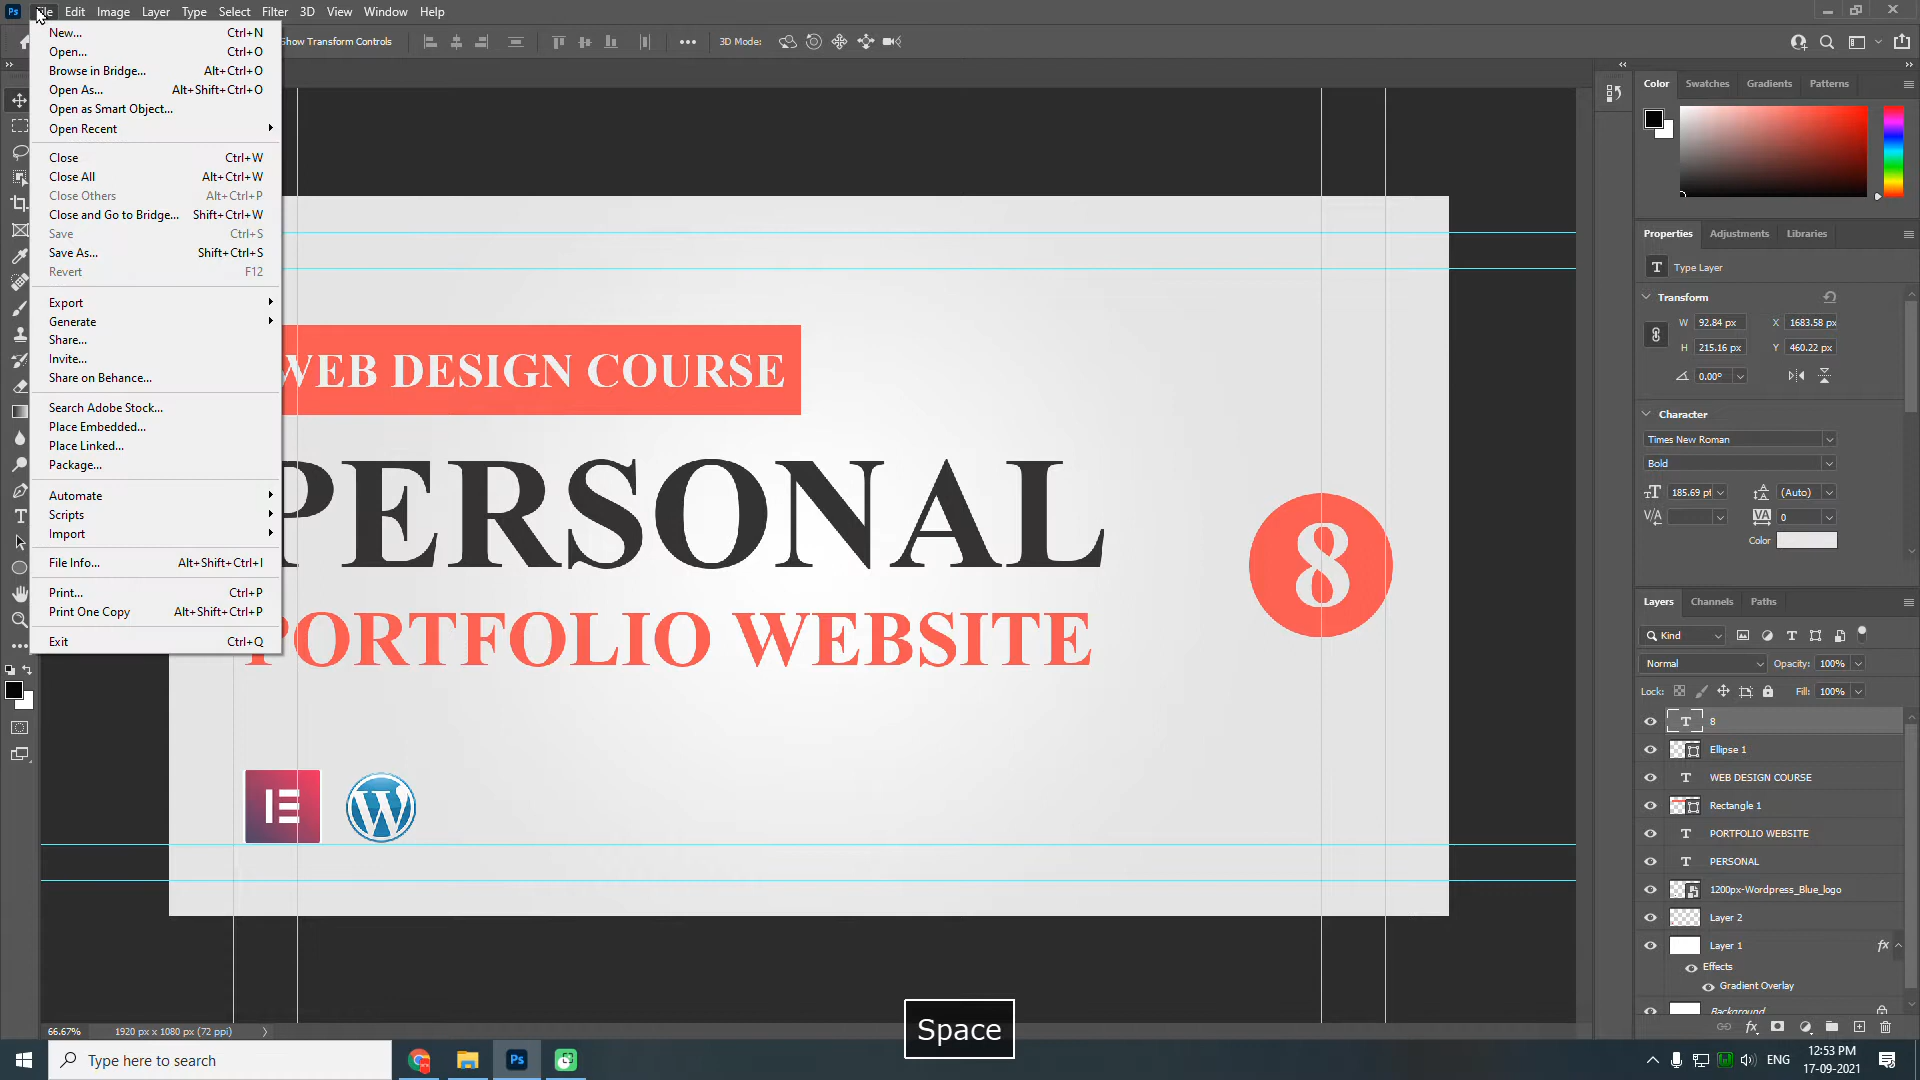 Ps File Edit Image Layer Type Select Filter 3D View Window Help
Show Transform Controls 3D Mode:
New... Ctrl+N
Open... Ctrl+O
Browse in Bridge... Alt+Ctrl+O
Open As... Alt+Shift+Ctrl+O
Open as Smart Object...
Open Recent
Close Ctrl+W
Close All Alt+Ctrl+W
Close Others Alt+Ctrl+P
Close and Go to Bridge... Shift+Ctrl+W
Save Ctrl+S
Save As... Shift+Ctrl+S
Revert F12
Export
Generate
Share...
Invite...
Share on Behance...
Search Adobe Stock...
Place Embedded...
Place Linked...
Package...
Automate
Scripts
Import
File Info... Alt+Shift+Ctrl+I
Print... Ctrl+P
Print One Copy Alt+Shift+Ctrl+P
Exit Ctrl+Q
WEB DESIGN COURSE
PERSONAL
PORTFOLIO WEBSITE
8
Color Swatches Gradients Patterns
Properties Adjustments Libraries
T Type Layer
Transform
W 92.84 px X 1683.58 px
H 215.16 px Y 460.22 px
0.00°
Character
Times New Roman
Bold
185.69 pt (Auto)
0
Color
Layers Channels Paths
Kind
Normal Opacity: 100%
Lock: Fill: 100%
T 8
Ellipse 1
T WEB DESIGN COURSE
Rectangle 1
T PORTFOLIO WEBSITE
T PERSONAL
1200px-Wordpress_Blue_logo
Layer 2
Layer 1 fx
Effects
Gradient Overlay
Background
66.67% 1920 px x 1080 px (72 ppi)
Space
Type here to search
Ps
ENG
12:53 PM
17-09-2021